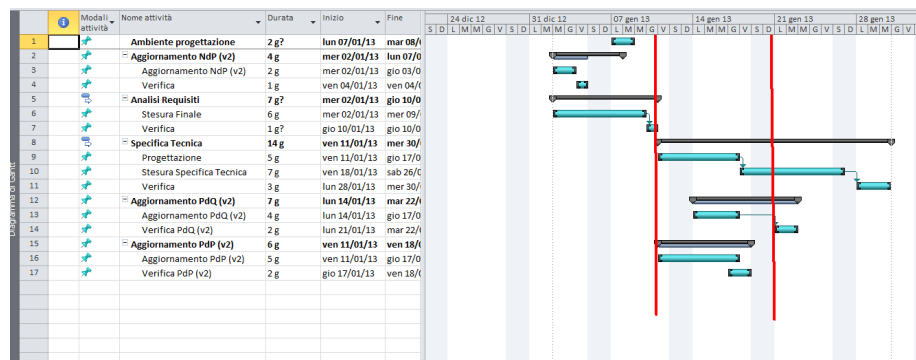 Modali attività Nome attività Durata Inizio Fine 24 dic 12 31 dic 12 07 gen 13 14 gen 13 21 gen 13 28 gen 13
S D L M M G V S D L M M G V S D L M M G V S D L M M G V S D L M M G V S D L M M G V
1 Ambiente progettazione 2 g? lun 07/01/13 mar 08/
2 Aggiornamento NdP (v2) 4 g mer 02/01/13 lun 07/0
3 Aggiornamento NdP (v2) 2 g mer 02/01/13 gio 03/0
4 Verifica 1 g ven 04/01/13 ven 04/0
5 Analisi Requisiti 7 g? mer 02/01/13 gio 10/0
6 Stesura Finale 6 g mer 02/01/13 mer 09/
7 Verifica 1 g? gio 10/01/13 gio 10/0
8 Specifica Tecnica 14 g ven 11/01/13 mer 30/
9 Progettazione 5 g ven 11/01/13 gio 17/0
10 Stesura Specifica Tecnica 7 g ven 18/01/13 sab 26/0
11 Verifica 3 g lun 28/01/13 mer 30/
12 Aggiornamento PdQ (v2) 7 g lun 14/01/13 mar 22/
13 Aggiornamento PdQ (v2) 4 g lun 14/01/13 gio 17/0
14 Verifica PdQ (v2) 2 g lun 21/01/13 mar 22/
15 Aggiornamento PdP (v2) 6 g ven 11/01/13 ven 18/
16 Aggiornamento PdP (v2) 5 g ven 11/01/13 gio 17/0
17 Verifica PdP (v2) 2 g gio 17/01/13 ven 18/
Diagramma di Gantt